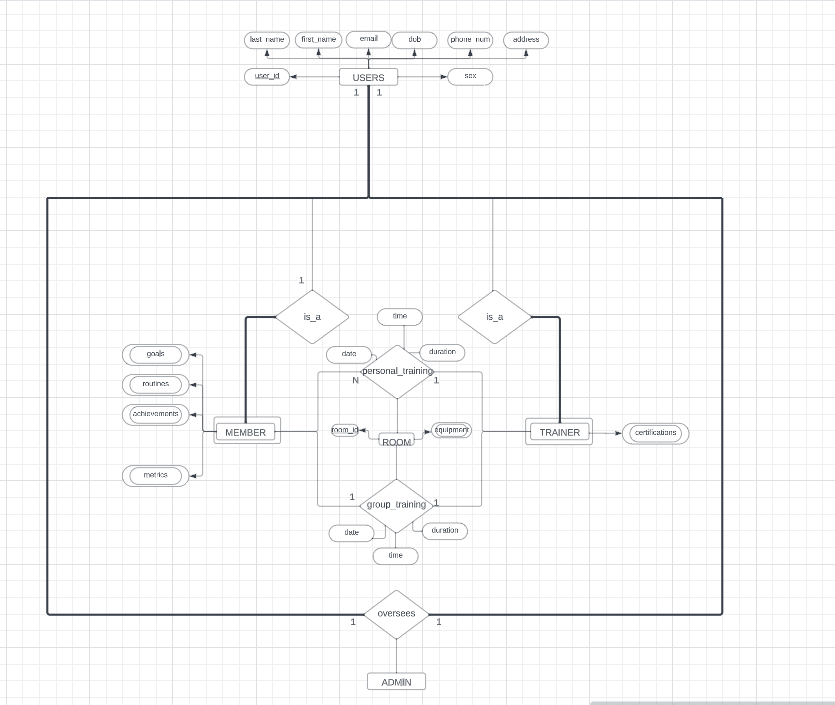 last_name first_name email dob phone_num address
user_id USERS sex
1 1
1
is_a is_a
time
date duration
goals personal_training
N 1
routines
achievements
room_id equipment
MEMBER ROOM TRAINER certifications
metrics
1 1
group_training
date duration
time
oversees
1 1
ADMIN